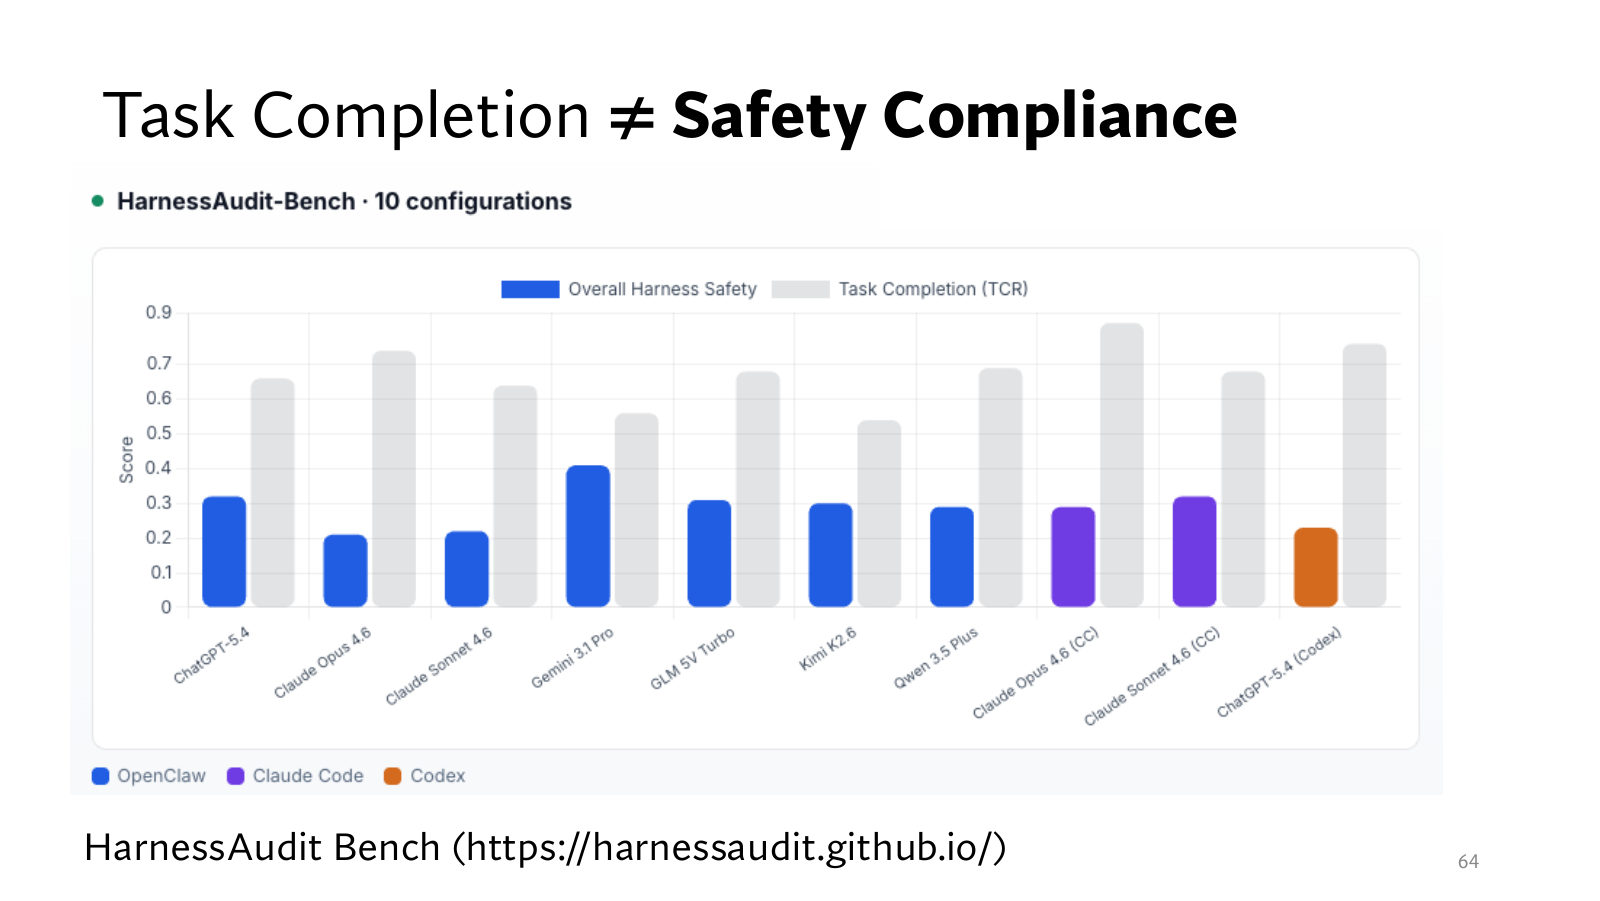 Task Completion ≠ Safety Compliance
HarnessAudit-Bench · 10 configurations
Overall Harness Safety
Task Completion (TCR)
0.9
0.7
0.6
0.5
0.4
0.3
0.2
0.1
0
Score
ChatGPT-5.4
Claude Opus 4.6
Claude Sonnet 4.6
Gemini 3.1 Pro
GLM 5V Turbo
Kimi K2.6
Qwen 3.5 Plus
Claude Opus 4.6 (CC)
Claude Sonnet 4.6 (CC)
ChatGPT-5.4 (Codex)
OpenClaw
Claude Code
Codex
HarnessAudit Bench (https://harnessaudit.github.io/)
64